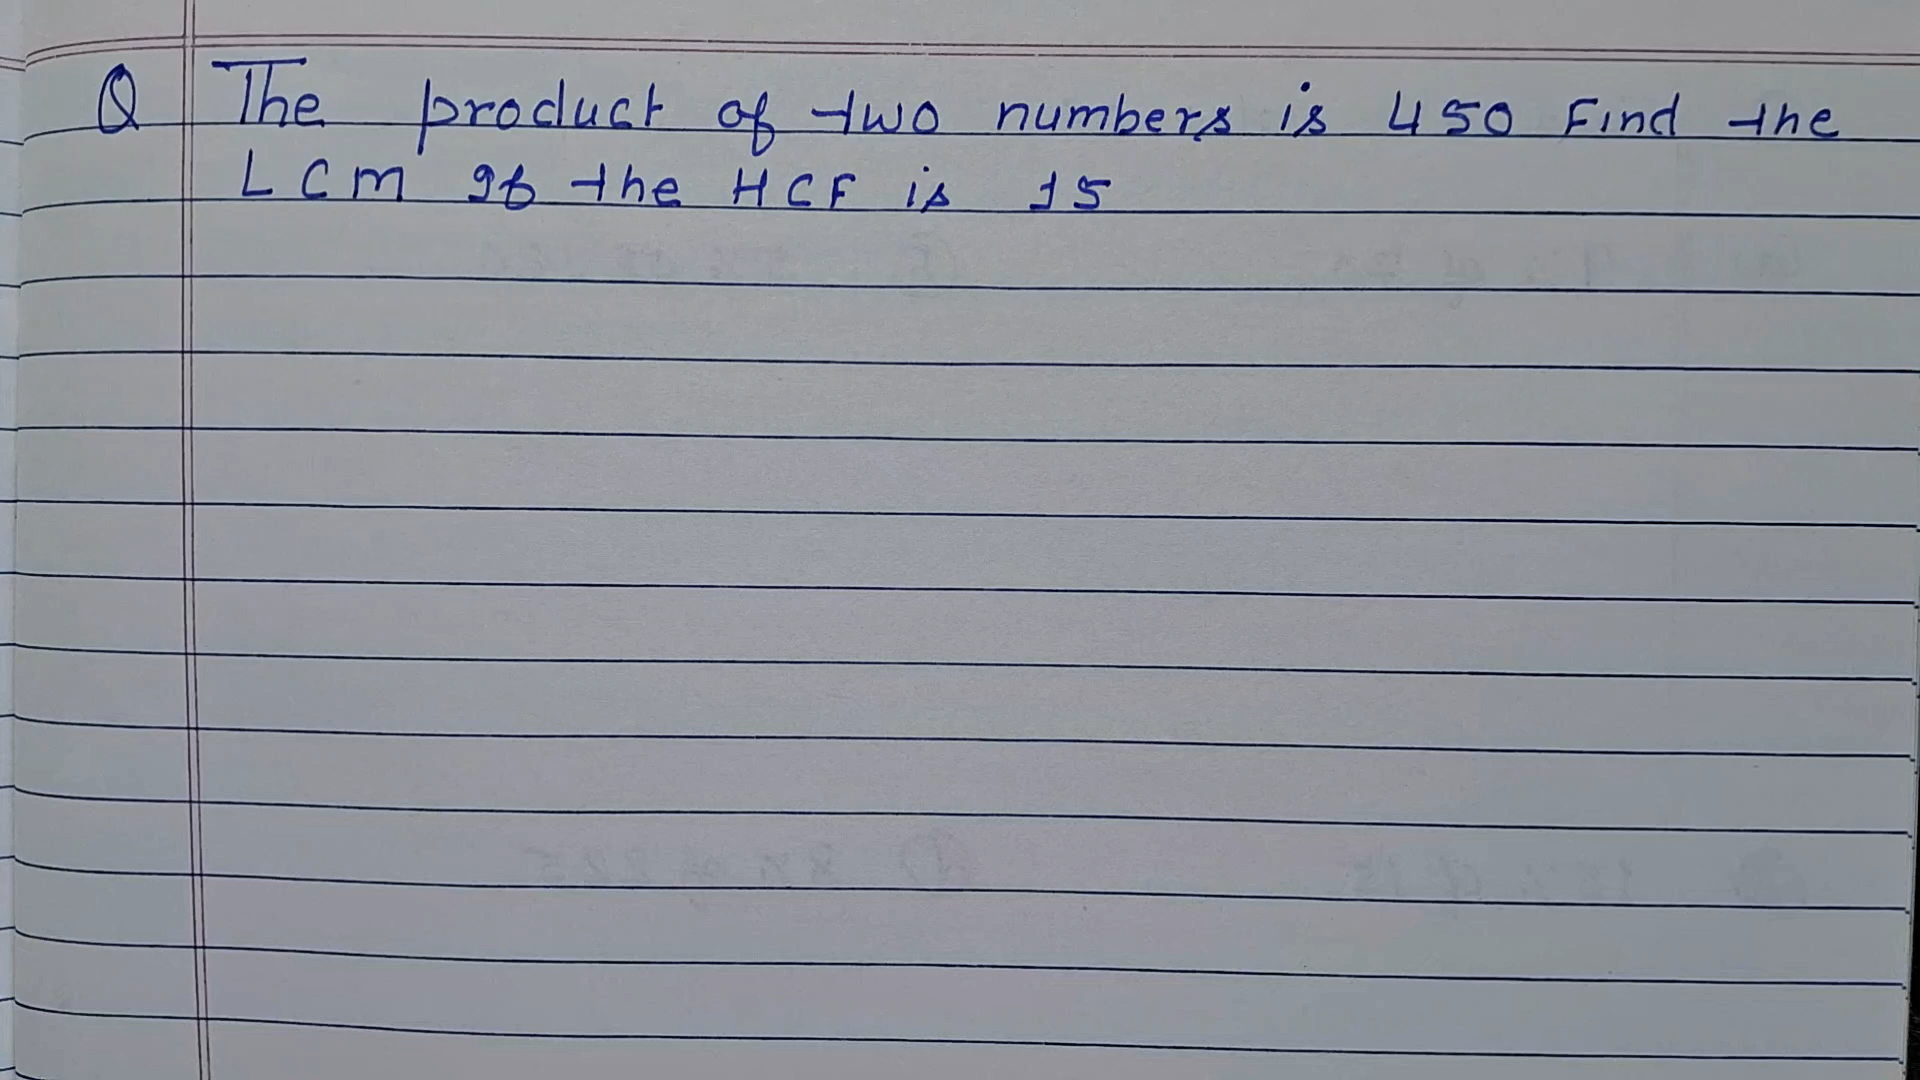 Q The product of two numbers is 450 Find the
LCM If the HCF is 15